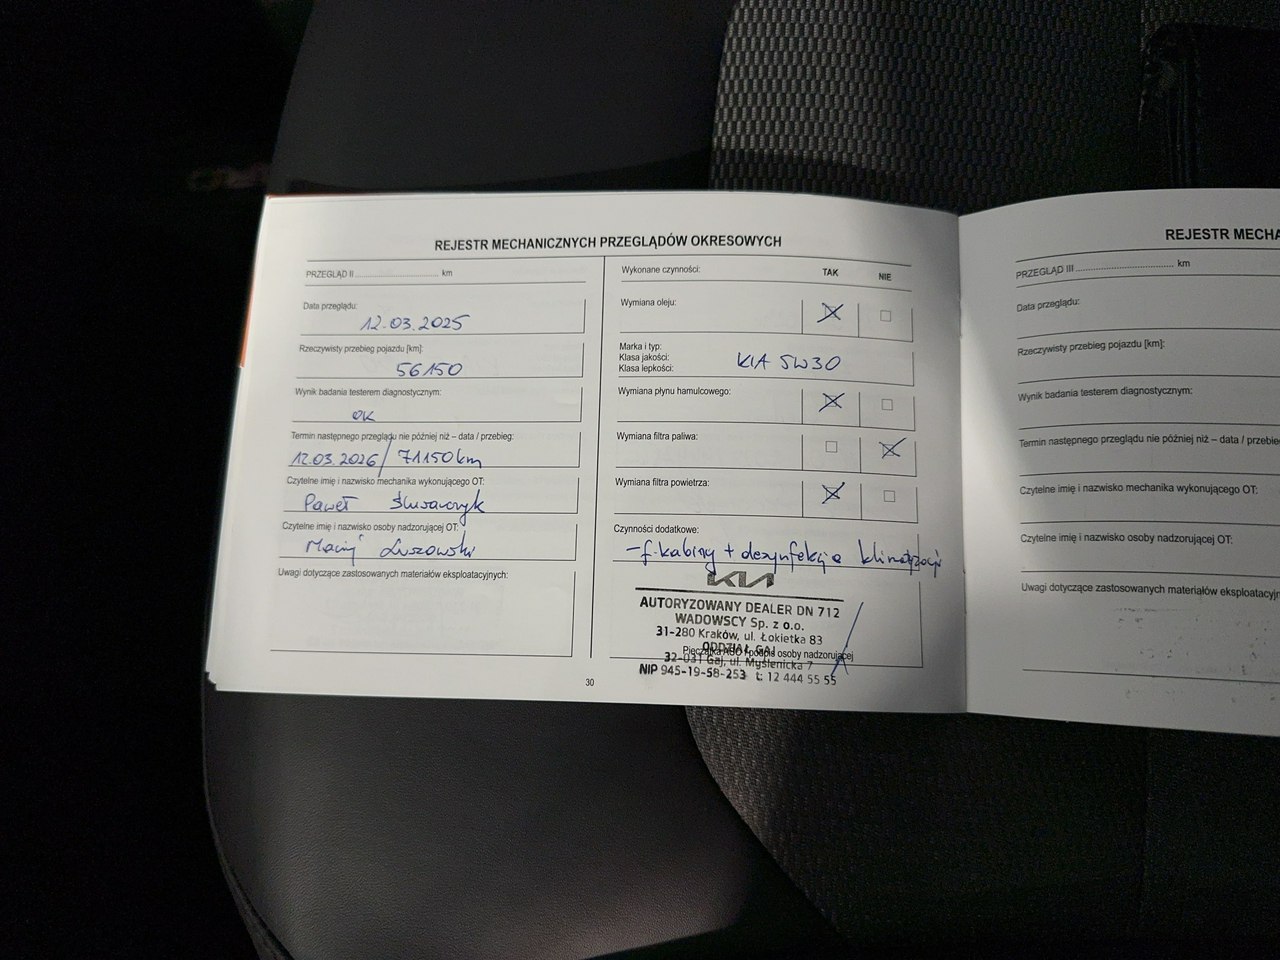 REJESTR MECHANICZNYCH PRZEGLĄDÓW OKRESOWYCH
PRZEGLĄD II ........................................ km
Data przeglądu:
12.03.2025
Rzeczywisty przebieg pojazdu [km]:
56150
Wynik badania testerem diagnostycznym:
OK
Termin następnego przeglądu nie później niż – data / przebieg:
12.03.2026/ 71150km
Czytelne imię i nazwisko mechanika wykonującego OT:
Paweł
Czytelne imię i nazwisko osoby nadzorującej OT:
Maciej
Uwagi dotyczące zastosowanych materiałów eksploatacyjnych:
Wykonane czynności: TAK NIE
Wymiana oleju:
Marka i typ:
Klasa jakości:
Klasa lepkości:
KIA 5W30
Wymiana płynu hamulcowego:
Wymiana filtra paliwa:
Wymiana filtra powietrza:
Czynności dodatkowe:
- f. kabiny + dezynfekcja klimatyzacji
KIA
AUTORYZOWANY DEALER DN 712
WADOWSCY Sp. z o.o.
31-280 Kraków, ul. Łokietka 83
ODDZIAŁ GAJ
Pieczątka ASO i podpis osoby nadzorującej
32-031 Gaj, ul. Myślenicka 7
NIP 945-19-58-253 t: 12 444 55 55
30
REJESTR MECHA
PRZEGLĄD III ........................................ km
Data przeglądu:
Rzeczywisty przebieg pojazdu [km]:
Wynik badania testerem diagnostycznym:
Termin następnego przeglądu nie później niż – data / przebie
Czytelne imię i nazwisko mechanika wykonującego OT:
Czytelne imię i nazwisko osoby nadzorującej OT:
Uwagi dotyczące zastosowanych materiałów eksploatacyjn